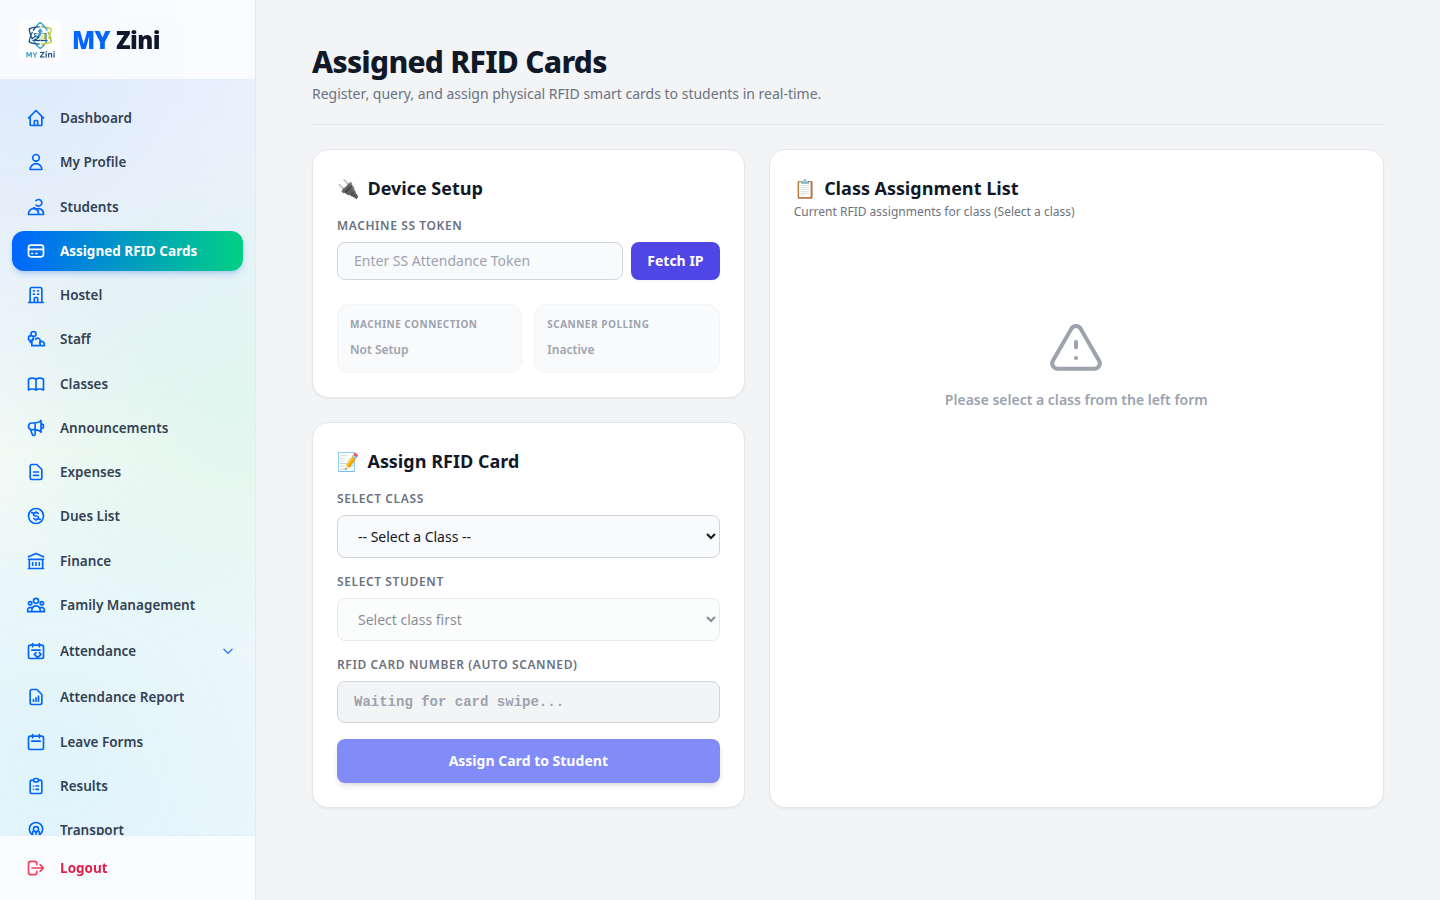 MY Zini
MY Zini
Dashboard
My Profile
Students
Assigned RFID Cards
Hostel
Staff
Classes
Announcements
Expenses
Dues List
Finance
Family Management
Attendance
Attendance Report
Leave Forms
Results
Transport
Logout
Assigned RFID Cards
Register, query, and assign physical RFID smart cards to students in real-time.
Device Setup
MACHINE SS TOKEN
Enter SS Attendance Token
Fetch IP
MACHINE CONNECTION
Not Setup
SCANNER POLLING
Inactive
Assign RFID Card
SELECT CLASS
-- Select a Class --
SELECT STUDENT
Select class first
RFID CARD NUMBER (AUTO SCANNED)
Waiting for card swipe...
Assign Card to Student
Class Assignment List
Current RFID assignments for class (Select a class)
Please select a class from the left form